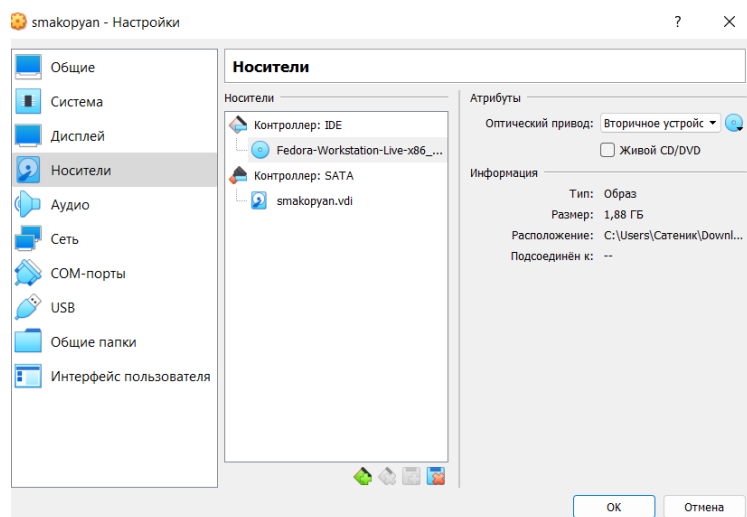 smakopyan - Настройки
?
Общие
Система
Дисплей
Носители
Аудио
Сеть
COM-порты
USB
Общие папки
Интерфейс пользователя
Носители
Носители
Контроллер: IDE
Fedora-Workstation-Live-x86_...
Контроллер: SATA
smakopyan.vdi
Атрибуты
Оптический привод: Вторичное устройс
Живой CD/DVD
Информация
Тип: Образ
Размер: 1,88 ГБ
Расположение: C:\Users\Сатеник\Downl...
Подсоединён к: --
OK Отмена